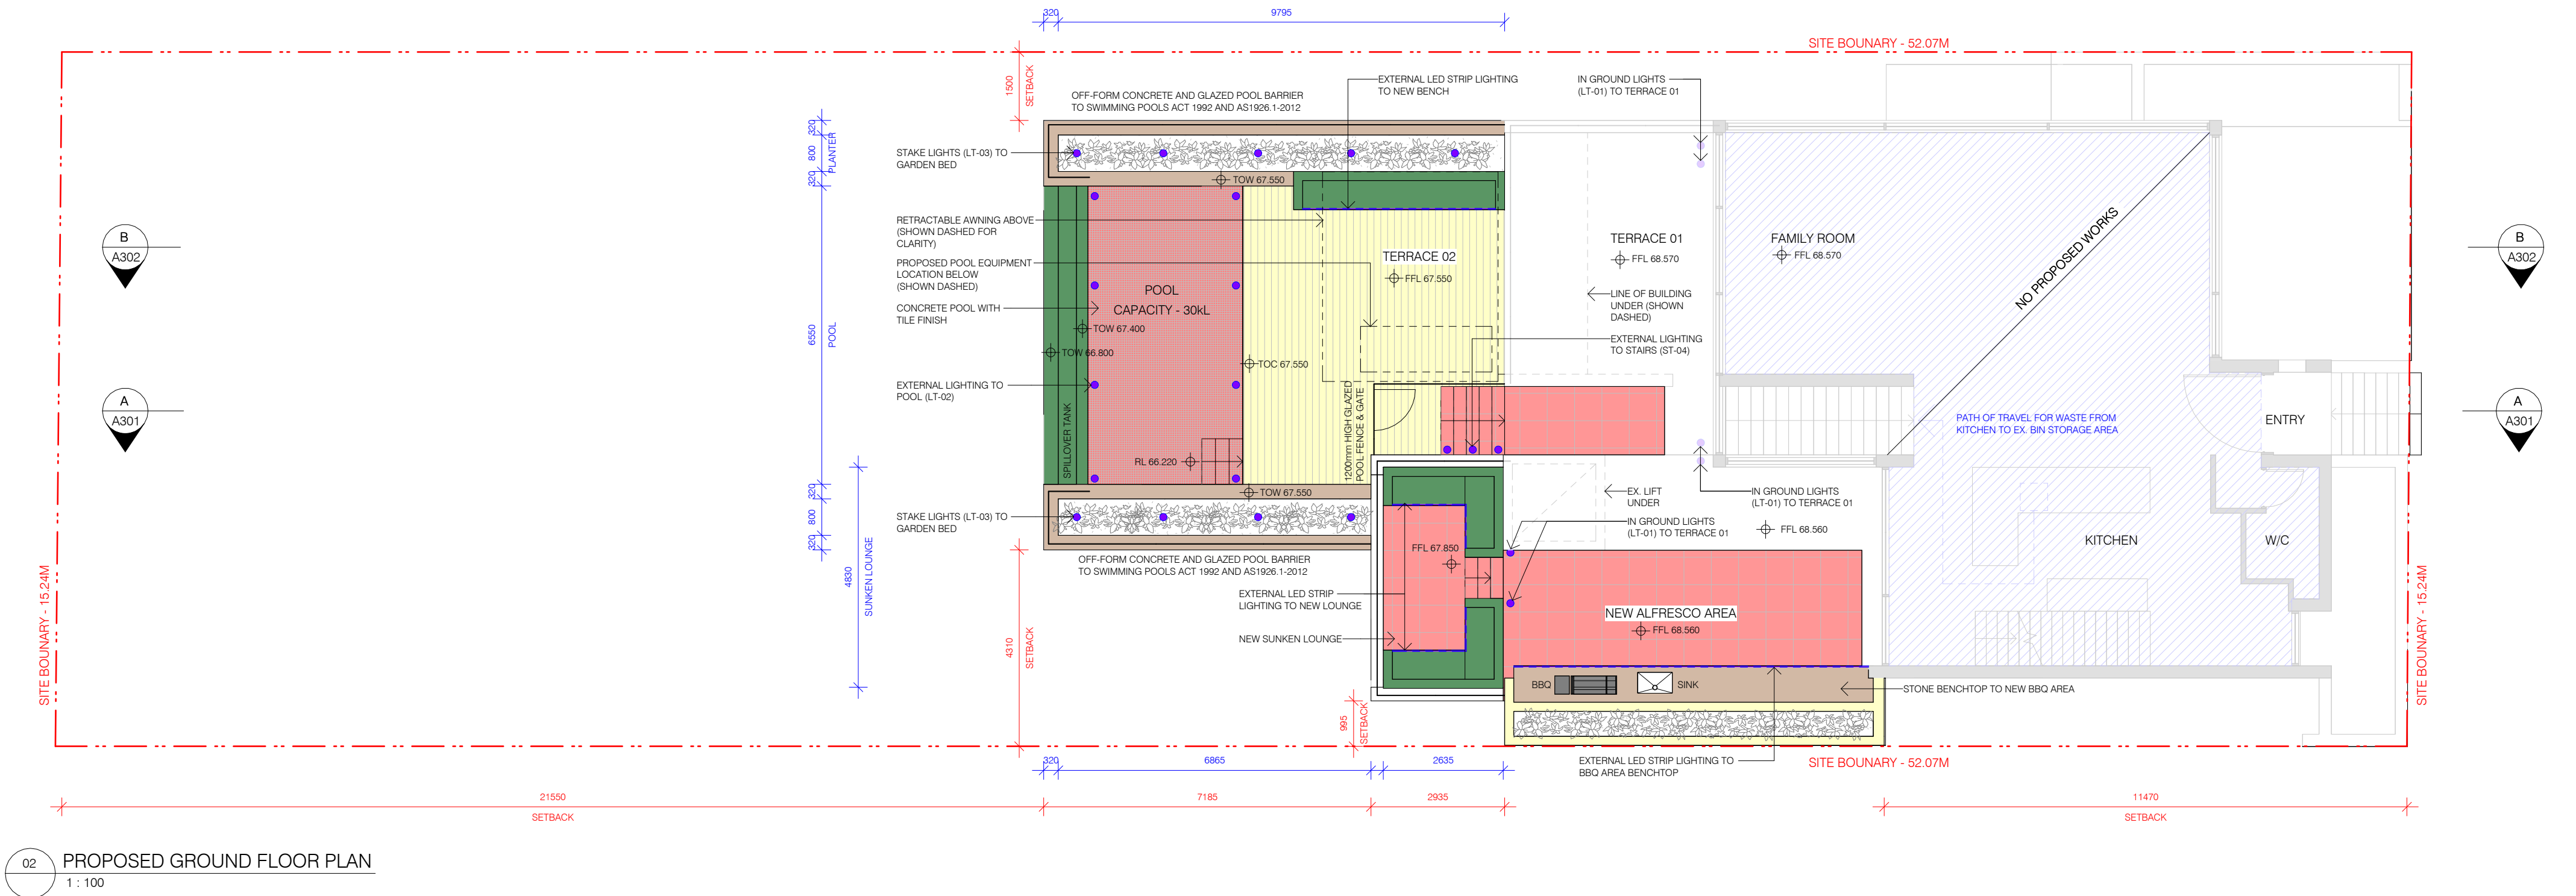 320
9795
SITE BOUNARY - 52.07M
1500
SETBACK
EXTERNAL LED STRIP LIGHTING
TO NEW BENCH
IN GROUND LIGHTS
(LT-01) TO TERRACE 01
OFF-FORM CONCRETE AND GLAZED POOL BARRIER
TO SWIMMING POOLS ACT 1992 AND AS1926.1-2012
320
800
320
PLANTER
STAKE LIGHTS (LT-03) TO
GARDEN BED
TOW 67.550
RETRACTABLE AWNING ABOVE
(SHOWN DASHED FOR
CLARITY)
B
A302
TERRACE 01
FFL 68.570
FAMILY ROOM
FFL 68.570
NO PROPOSED WORKS
B
A302
TERRACE 02
FFL 67.550
PROPOSED POOL EQUIPMENT
LOCATION BELOW
(SHOWN DASHED)
POOL
CAPACITY - 30kL
CONCRETE POOL WITH
TILE FINISH
LINE OF BUILDING
UNDER (SHOWN
DASHED)
6550
POOL
TOW 67.400
TOW 66.800
TOC 67.550
EXTERNAL LIGHTING
TO STAIRS (ST-04)
EXTERNAL LIGHTING TO
POOL (LT-02)
A
A301
SPILLOVER TANK
1200mm HIGH GLAZED
POOL FENCE & GATE
PATH OF TRAVEL FOR WASTE FROM
KITCHEN TO EX. BIN STORAGE AREA
ENTRY
A
A301
RL 66.220
320
800
320
TOW 67.550
EX. LIFT
UNDER
IN GROUND LIGHTS
(LT-01) TO TERRACE 01
STAKE LIGHTS (LT-03) TO
GARDEN BED
IN GROUND LIGHTS
(LT-01) TO TERRACE 01
FFL 68.560
KITCHEN
W/C
FFL 67.850
OFF-FORM CONCRETE AND GLAZED POOL BARRIER
TO SWIMMING POOLS ACT 1992 AND AS1926.1-2012
4830
SUNKEN LOUNGE
EXTERNAL LED STRIP
LIGHTING TO NEW LOUNGE
NEW ALFRESCO AREA
FFL 68.560
NEW SUNKEN LOUNGE
4310
SETBACK
SITE BOUNARY - 15.24M
SITE BOUNARY - 15.24M
BBQ
SINK
STONE BENCHTOP TO NEW BBQ AREA
995
SETBACK
320
6865
2635
EXTERNAL LED STRIP LIGHTING TO
BBQ AREA BENCHTOP
SITE BOUNARY - 52.07M
21550
SETBACK
7185
2935
11470
SETBACK
02
PROPOSED GROUND FLOOR PLAN
1 : 100